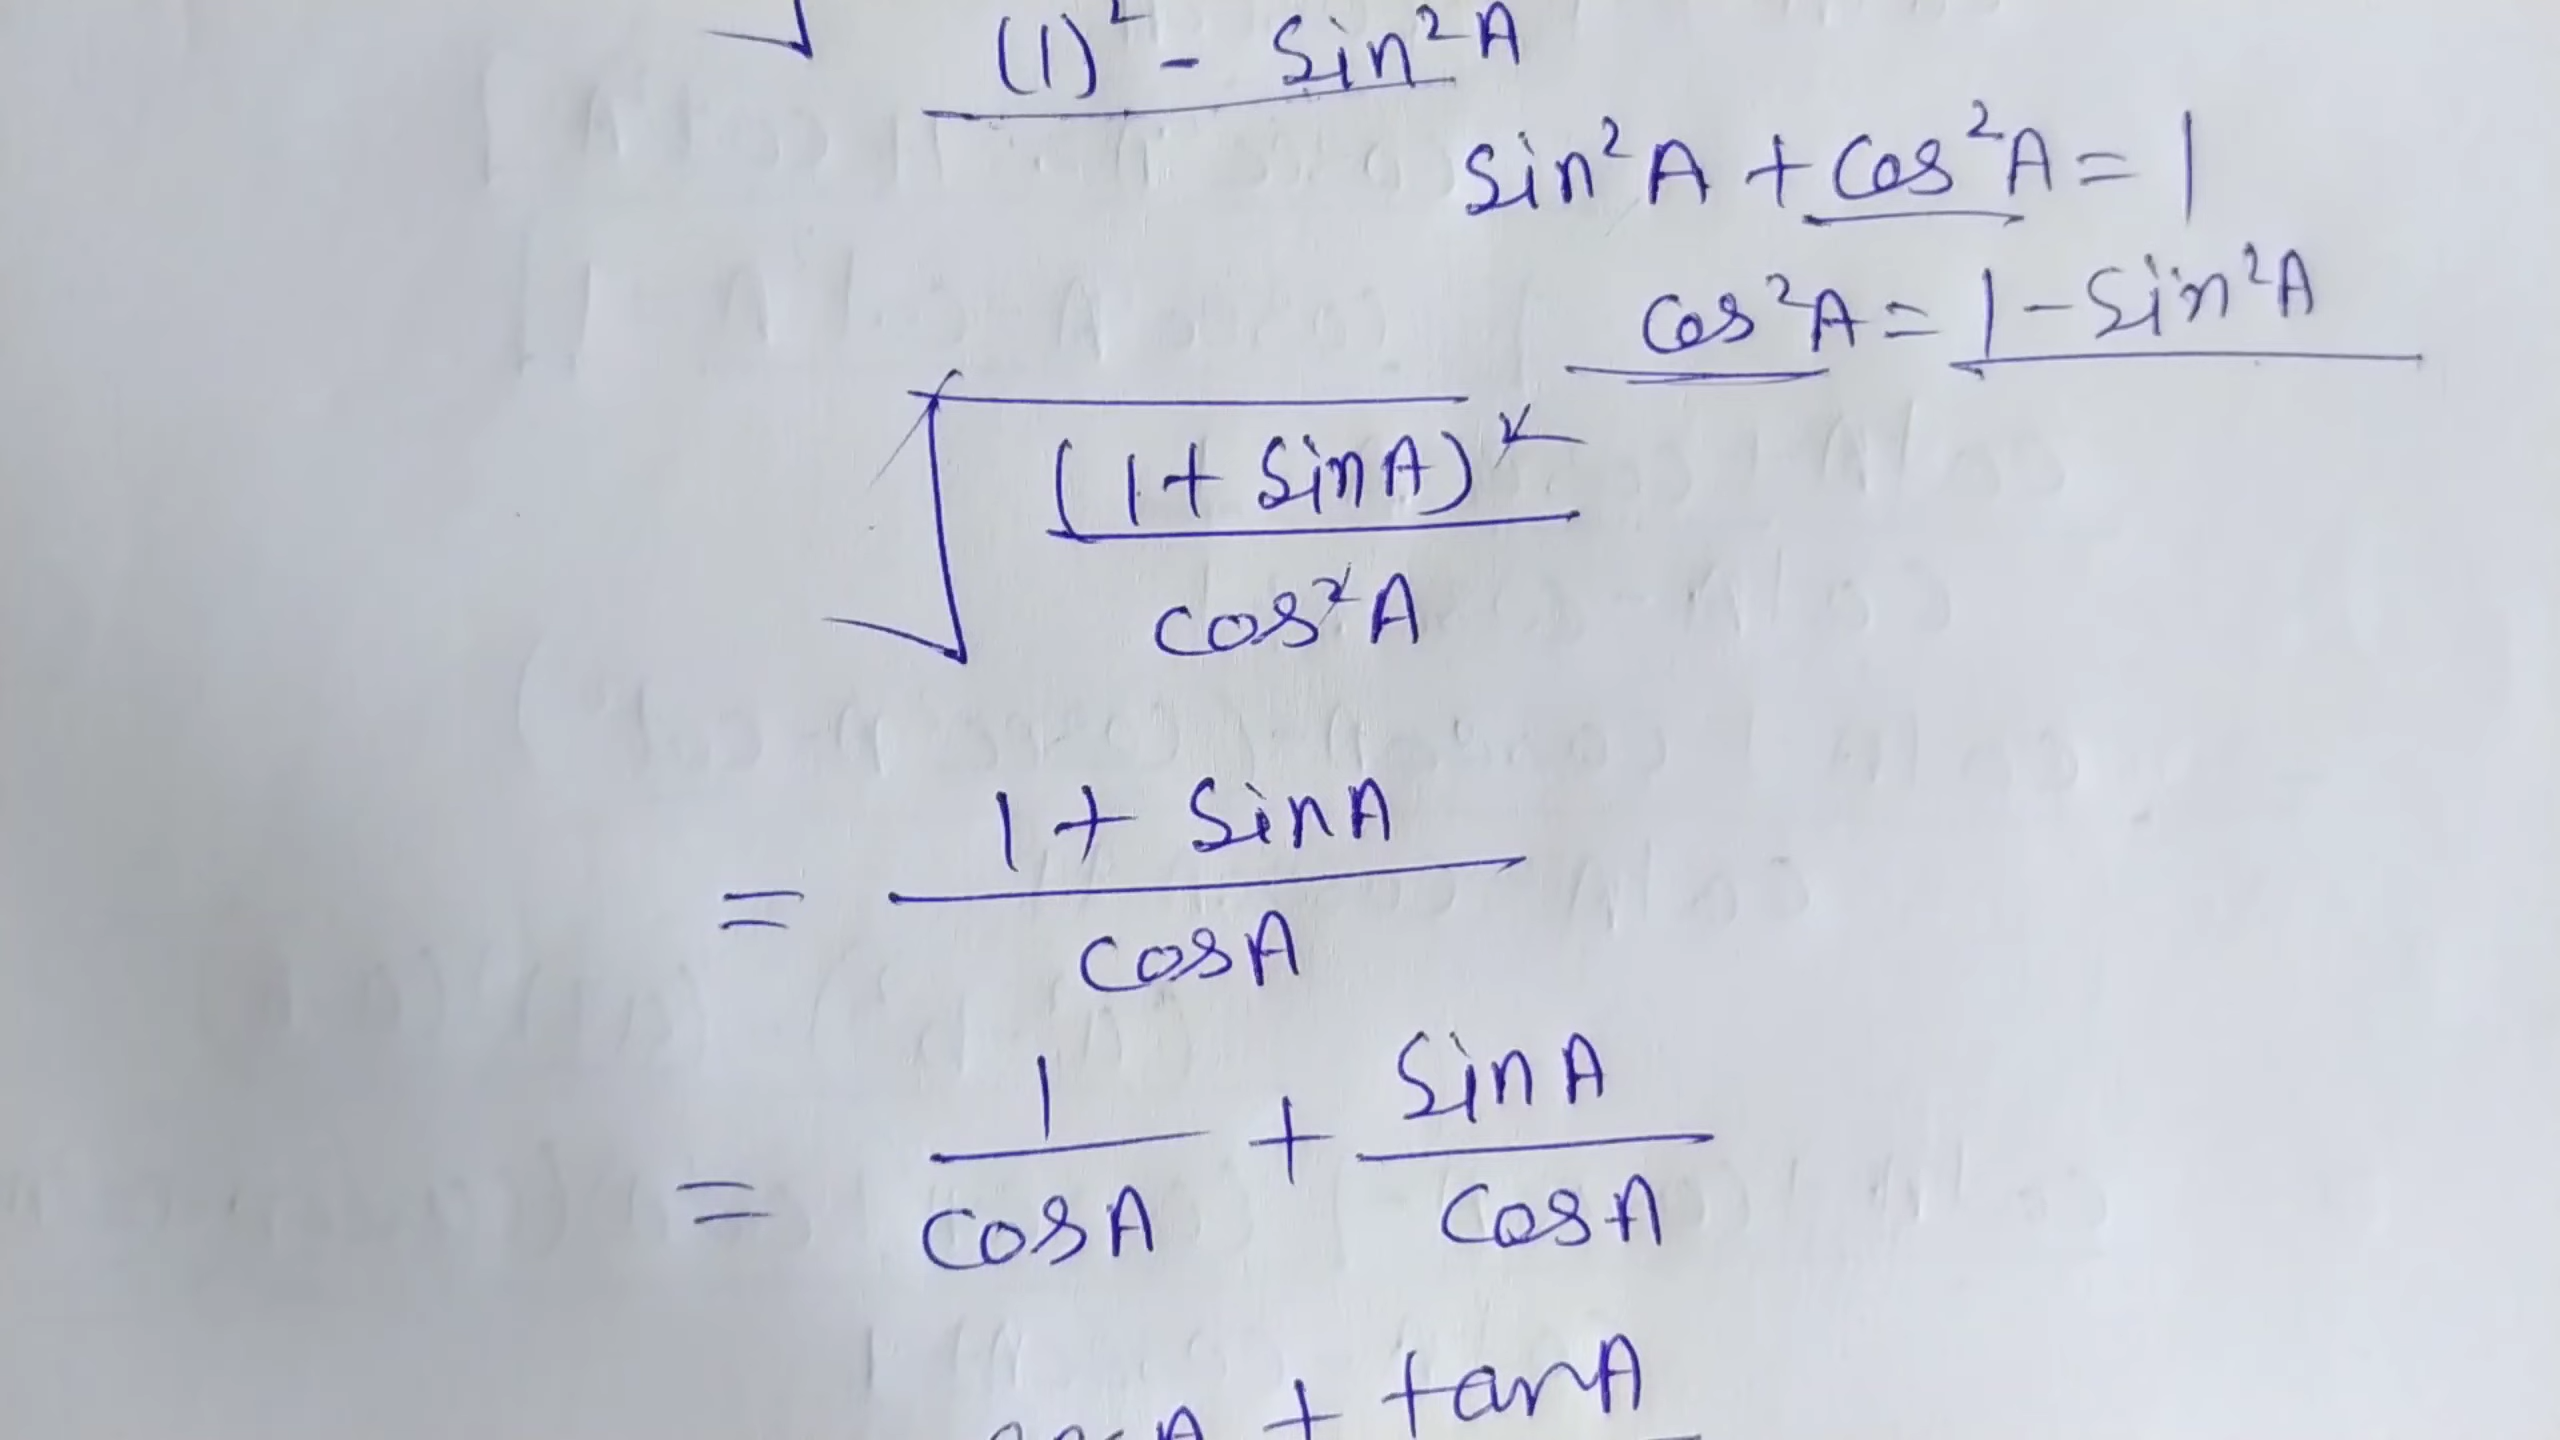 (1)² - Sin²A
Sin²A + Cos²A = 1
Cos²A = 1 - Sin²A
√ (1 + SinA)²
cos²A
1 + SinA
=
cosA
1 SinA
= +
cosA CosA
+ tanA